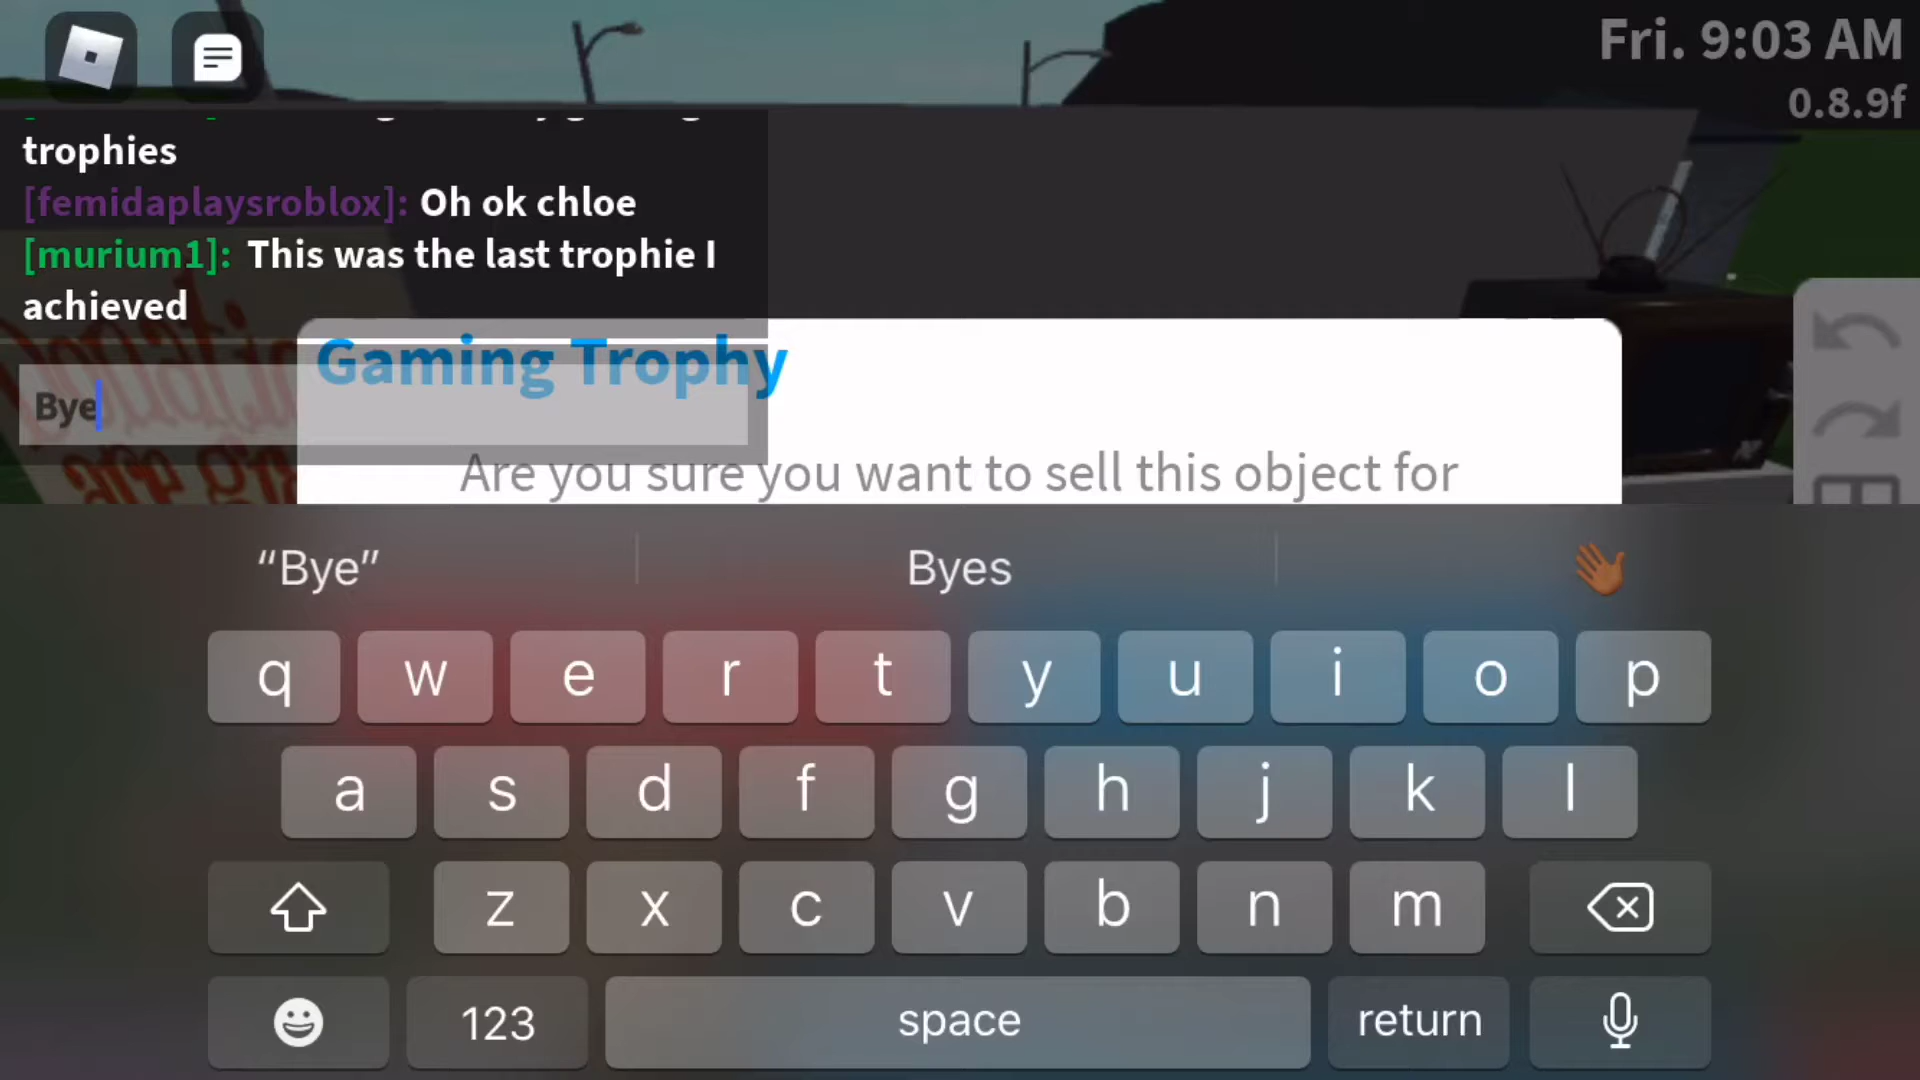 Fri. 9:03 AM
0.8.9f
trophies
[femidaplaysroblox]: Oh ok chloe
[murium1]: This was the last trophie I
achieved
Gaming Trophy
Bye
Are you sure you want to sell this object for
“Bye” Byes
q w e r t y u i o p
a s d f g h j k l
z x c v b n m
123 space return